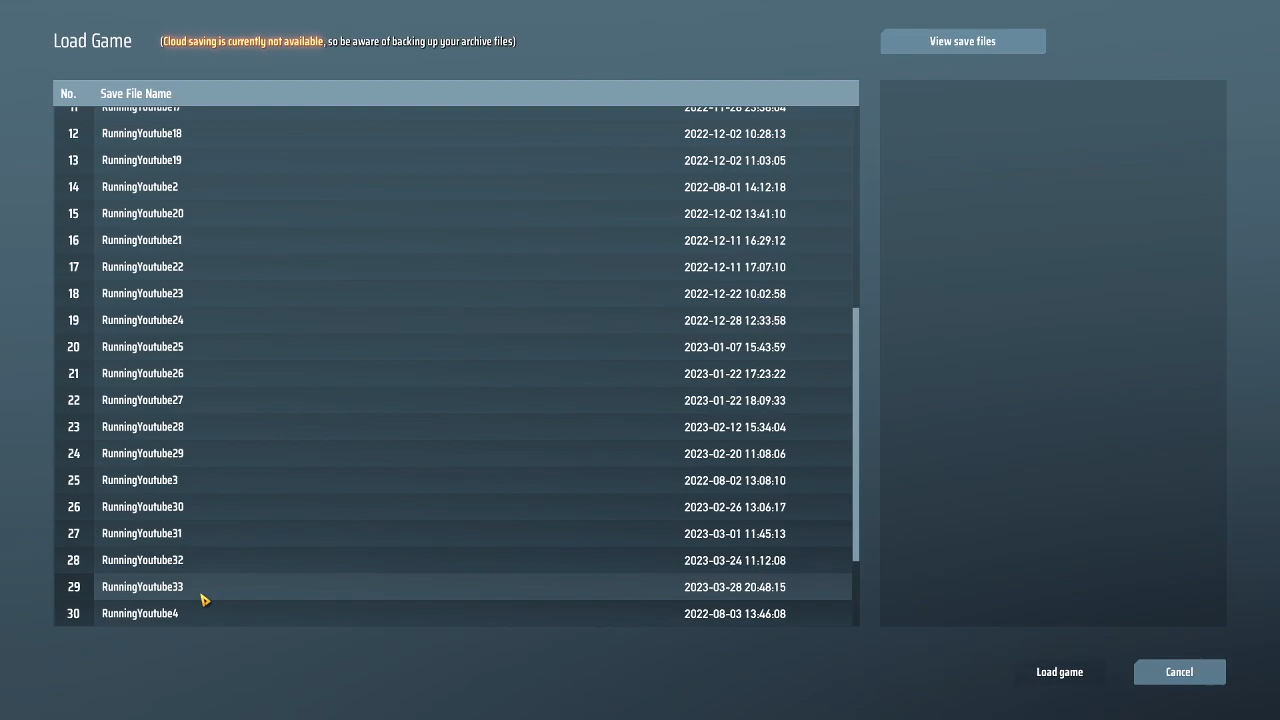 Load Game
(Cloud saving is currently not available, so be aware of backing up your archive files)
View save files
No. Save File Name
11 RunningYoutube17 2022-11-28 23:38:04
12 RunningYoutube18 2022-12-02 10:28:13
13 RunningYoutube19 2022-12-02 11:03:05
14 RunningYoutube2 2022-08-01 14:12:18
15 RunningYoutube20 2022-12-02 13:41:10
16 RunningYoutube21 2022-12-11 16:29:12
17 RunningYoutube22 2022-12-11 17:07:10
18 RunningYoutube23 2022-12-22 10:02:58
19 RunningYoutube24 2022-12-28 12:33:58
20 RunningYoutube25 2023-01-07 15:43:59
21 RunningYoutube26 2023-01-22 17:23:22
22 RunningYoutube27 2023-01-22 18:09:33
23 RunningYoutube28 2023-02-12 15:34:04
24 RunningYoutube29 2023-02-20 11:08:06
25 RunningYoutube3 2022-08-02 13:08:10
26 RunningYoutube30 2023-02-26 13:06:17
27 RunningYoutube31 2023-03-01 11:45:13
28 RunningYoutube32 2023-03-24 11:12:08
29 RunningYoutube33 2023-03-28 20:48:15
30 RunningYoutube4 2022-08-03 13:46:08
Load game
Cancel